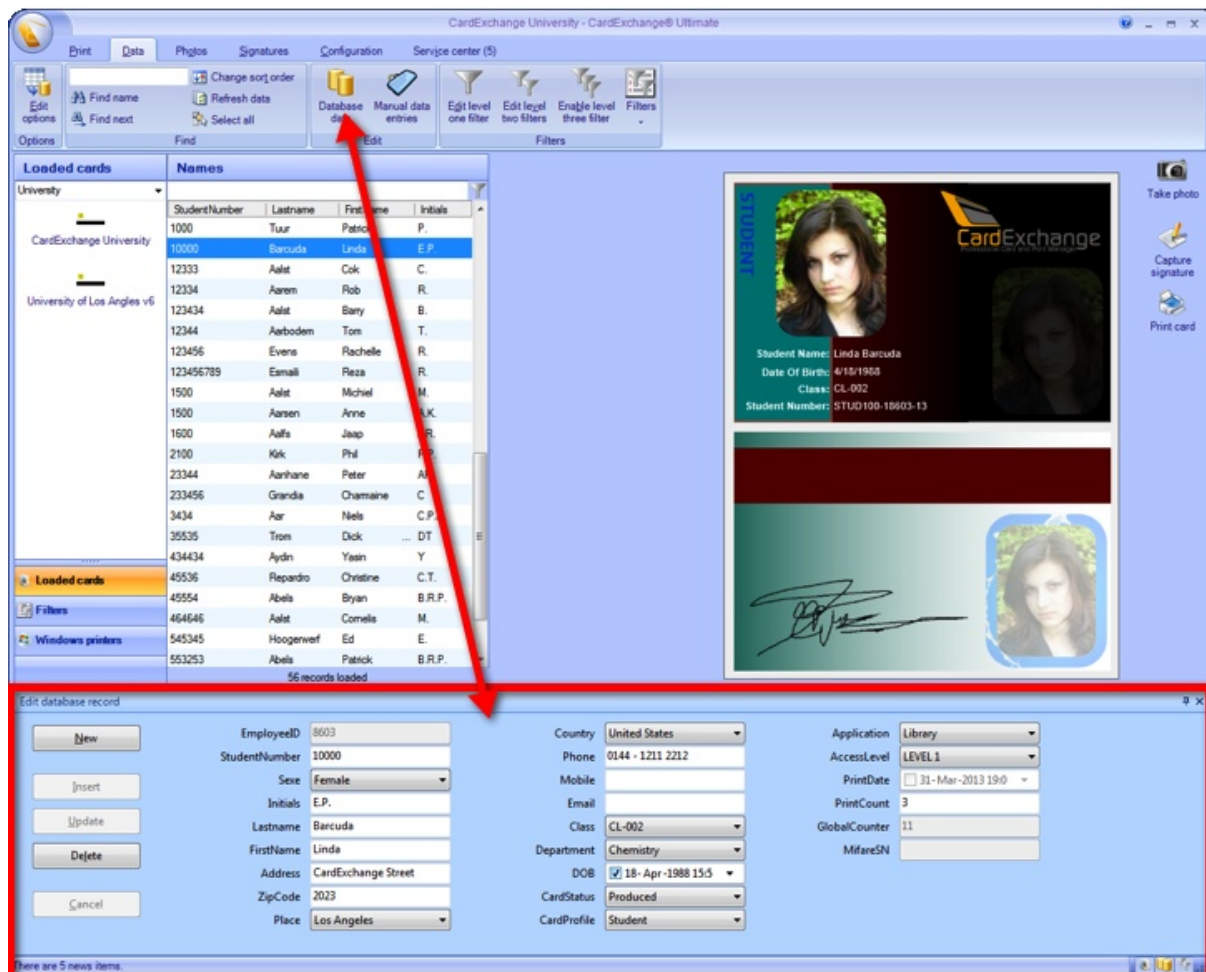 CardExchange University - CardExchange® Ultimate
Print Data Photos Signatures Configuration Service center (5)
Edit options
Find name
Find next
Change sort order
Refresh data
Select all
Database
Manual data entries
Edit level one filter
Edit level two filters
Enable level three filter
Filters
Options Find Edit Filters
Loaded cards
University
CardExchange University
University of Los Angles v6
Loaded cards
Filters
Windows printers
Names
StudentNumber Lastname Initials
1000 Tuur P.
10000 Barcuda Linda E.P.
12333 Aalst Cok C.
12334 Aarem Rob R.
123434 Aalst Barry B.
12344 Aarbodem Tom T.
123456 Evens Rachelle R.
123456789 Esmaili Reza R.
1500 Aalst Michiel M.
1500 Aarsen Anne A.K.
1600 Aalfs Jaap
2100 Kirk Phil
23344 Aanhane Peter
233456 Grandia Charmaine C
3434 Aar Niels C.P.
35535 Trom Dick ... DT
434434 Aydin Yasin Y
45536 Repardro Christine C.T.
45554 Abels Bryan B.R.P.
464646 Aalst Cornelis M.
545345 Hoogerwerf Ed E.
553253 Abels Patrick B.R.P.
56 records loaded
STUDENT
CardExchange
Student Name: Linda Barcuda
Date Of Birth: 4/18/1988
Class: CL-002
Student Number: STUD100-18603-13
Take photo
Capture signature
Print card
Edit database record
New
Insert
Update
Delete
Cancel
EmployeeID 8603
StudentNumber 10000
Sexe Female
Initials E.P.
Lastname Barcuda
FirstName Linda
Address CardExchange Street
ZipCode 2023
Place Los Angeles
Country United States
Phone 0144 - 1211 2212
Mobile
Email
Class CL-002
Department Chemistry
DOB 18- Apr -1988 15:5
CardStatus Produced
CardProfile Student
Application Library
AccessLevel LEVEL 1
PrintDate 31- Mar -2013 19:0
PrintCount 3
GlobalCounter 11
MifareSN
There are 5 news items.